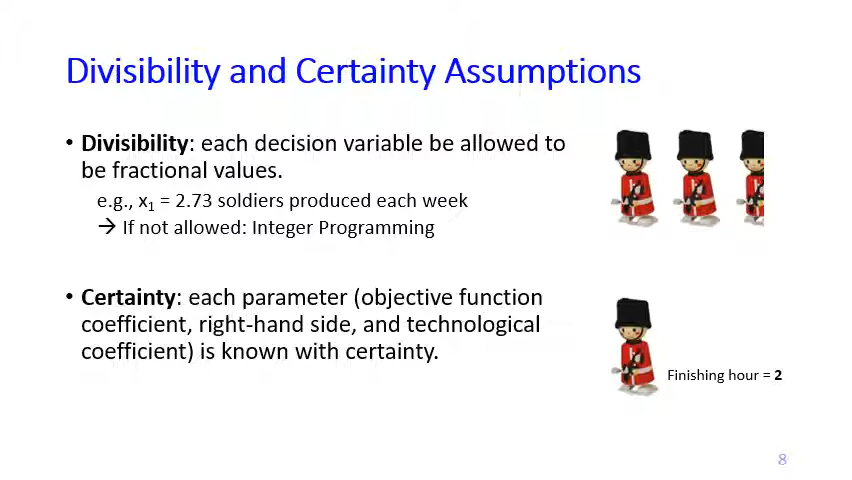 Divisibility and Certainty Assumptions
• Divisibility: each decision variable be allowed to
be fractional values.
e.g., x₁ = 2.73 soldiers produced each week
→ If not allowed: Integer Programming
• Certainty: each parameter (objective function
coefficient, right-hand side, and technological
coefficient) is known with certainty.
Finishing hour = 2
8